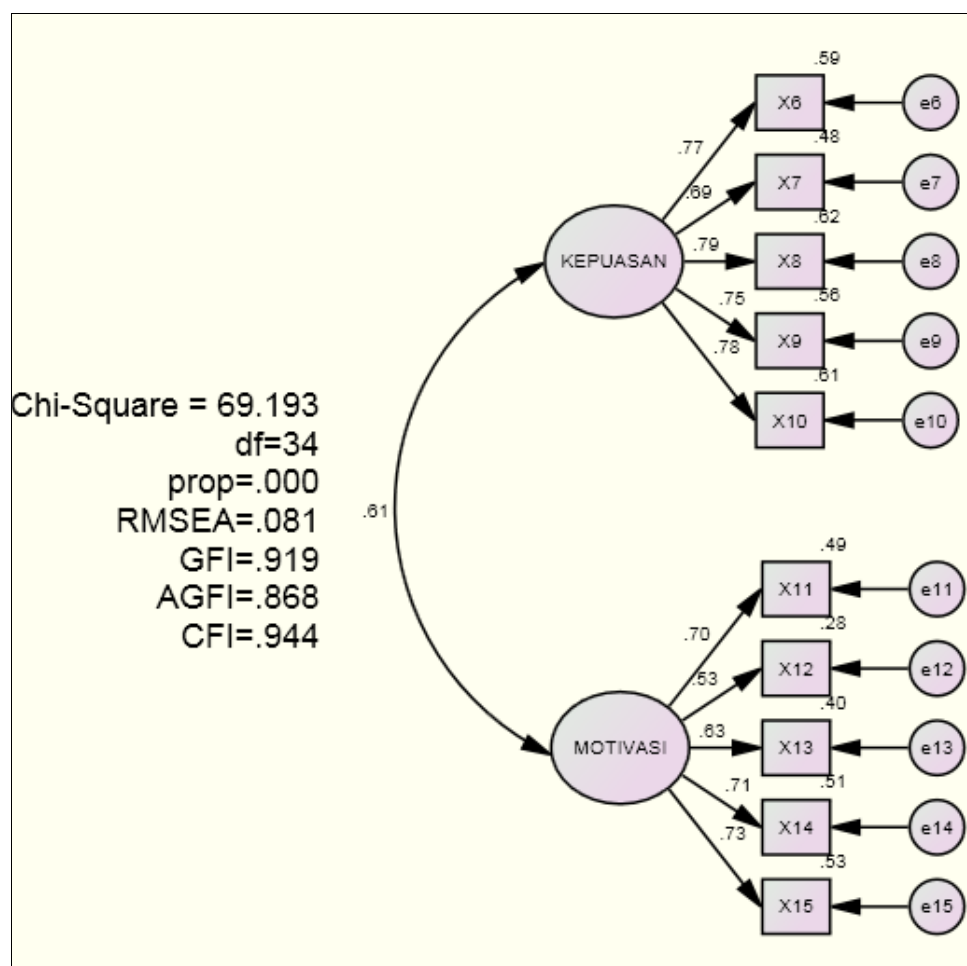 .59
X6
e6
.77
.48
X7
e7
.69
.62
KEPUASAN
.79
X8
e8
.56
.75
X9
e9
.78
.61
X10
e10
Chi-Square = 69.193
df=34
prop=.000
RMSEA=.081
GFI=.919
AGFI=.868
CFI=.944
.61
.49
X11
e11
.70
.28
X12
e12
.53
.40
MOTIVASI
.63
X13
e13
.51
.71
X14
e14
.73
.53
X15
e15